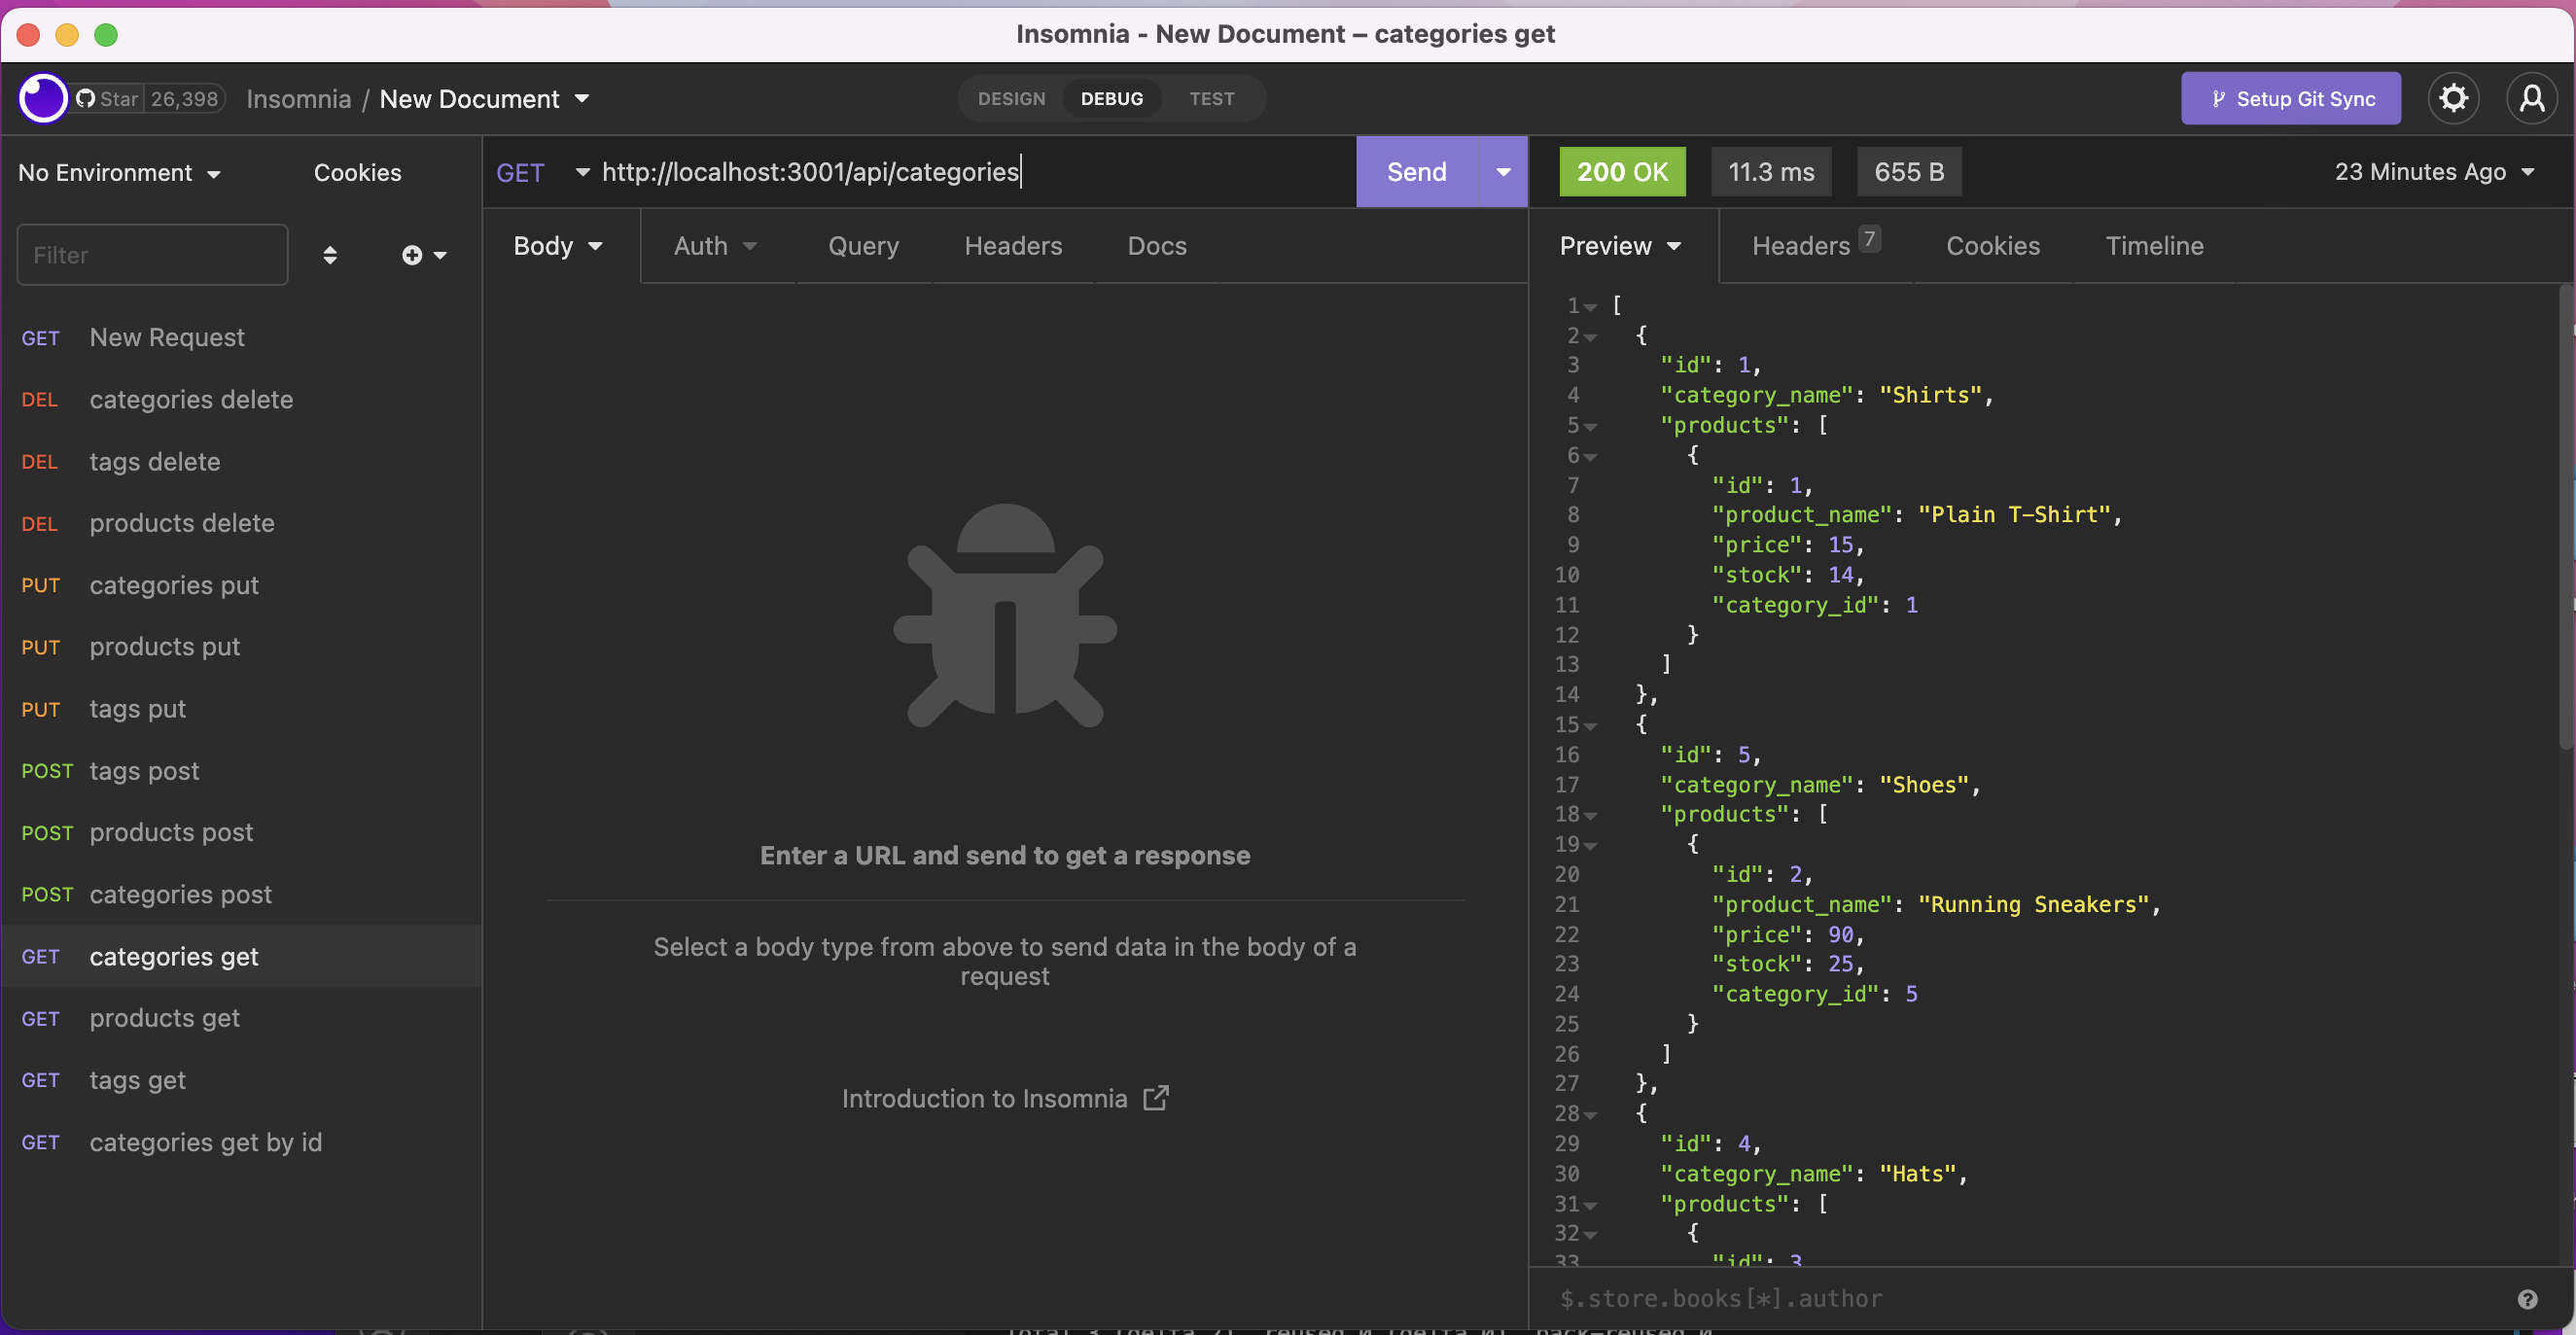 Insomnia - New Document – categories get
Star 26,398 Insomnia / New Document
DESIGN DEBUG TEST
Setup Git Sync
No Environment Cookies
GET http://localhost:3001/api/categories Send
200 OK 11.3 ms 655 B 23 Minutes Ago
Filter
Body Auth Query Headers Docs
Preview Headers 7 Cookies Timeline
GET New Request
DEL categories delete
DEL tags delete
DEL products delete
PUT categories put
PUT products put
PUT tags put
POST tags post
POST products post
POST categories post
GET categories get
GET products get
GET tags get
GET categories get by id
Enter a URL and send to get a response
Select a body type from above to send data in the body of a
request
Introduction to Insomnia
1 [
2 {
3 "id": 1,
4 "category_name": "Shirts",
5 "products": [
6 {
7 "id": 1,
8 "product_name": "Plain T-Shirt",
9 "price": 15,
10 "stock": 14,
11 "category_id": 1
12 }
13 ]
14 },
15 {
16 "id": 5,
17 "category_name": "Shoes",
18 "products": [
19 {
20 "id": 2,
21 "product_name": "Running Sneakers",
22 "price": 90,
23 "stock": 25,
24 "category_id": 5
25 }
26 ]
27 },
28 {
29 "id": 4,
30 "category_name": "Hats",
31 "products": [
32 {
33 "id": 3
$.store.books[*].author